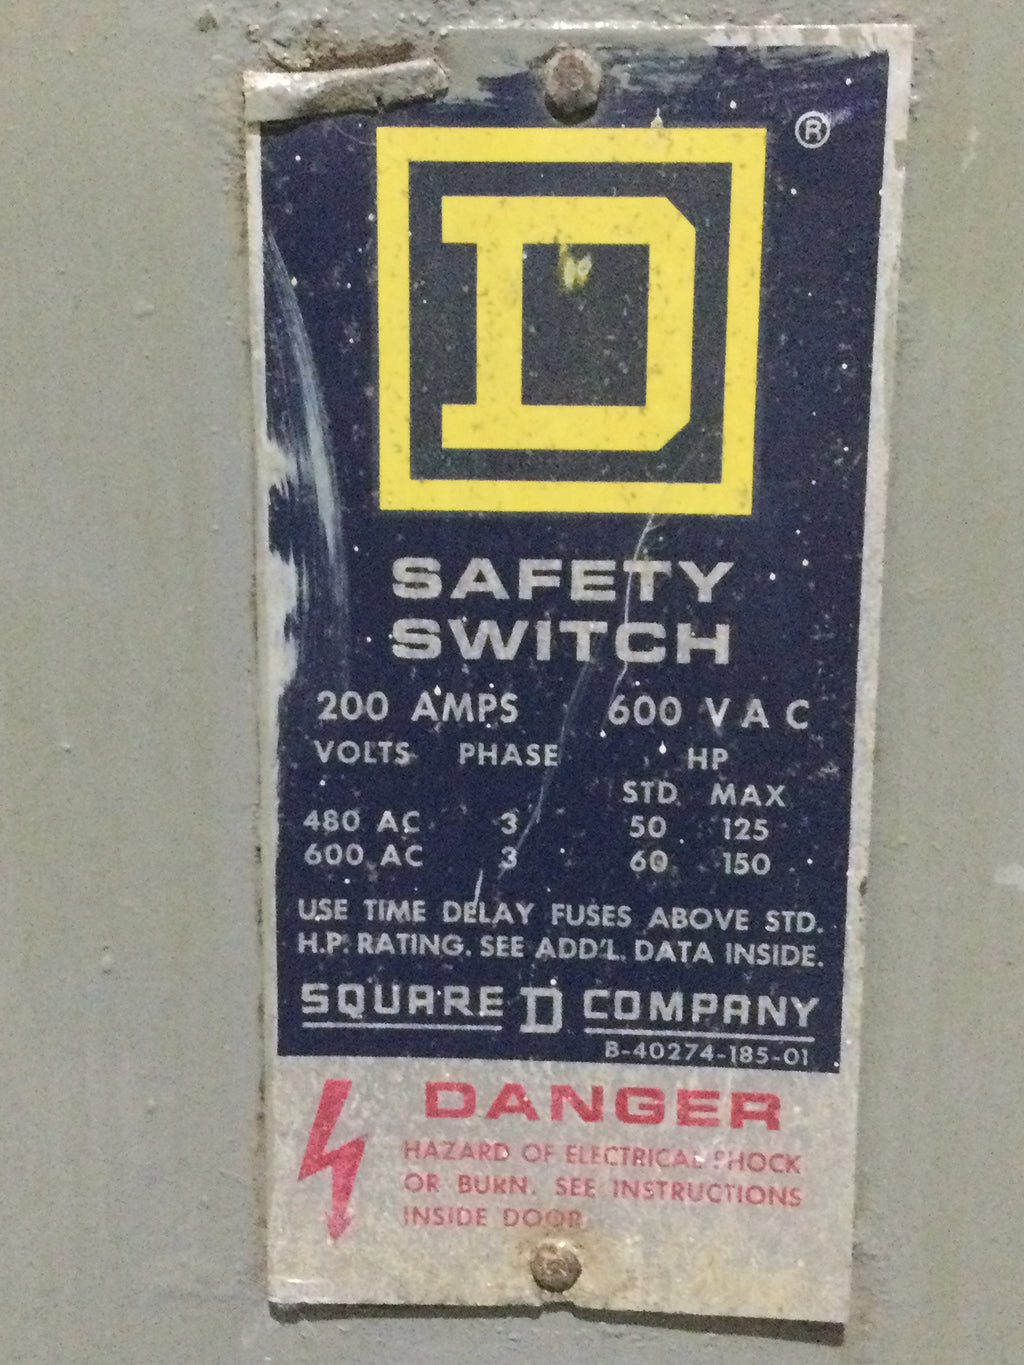 ®
D
SAFETY
SWITCH
200 AMPS 600 VAC
VOLTS PHASE HP
STD. MAX
480 AC 3 50 125
600 AC 3 60 150
USE TIME DELAY FUSES ABOVE STD.
H.P. RATING. SEE ADD'L. DATA INSIDE.
SQUARE D COMPANY
B-40274-185-01
DANGER
HAZARD OF ELECTRICAL SHOCK
OR BURN. SEE INSTRUCTIONS
INSIDE DOOR